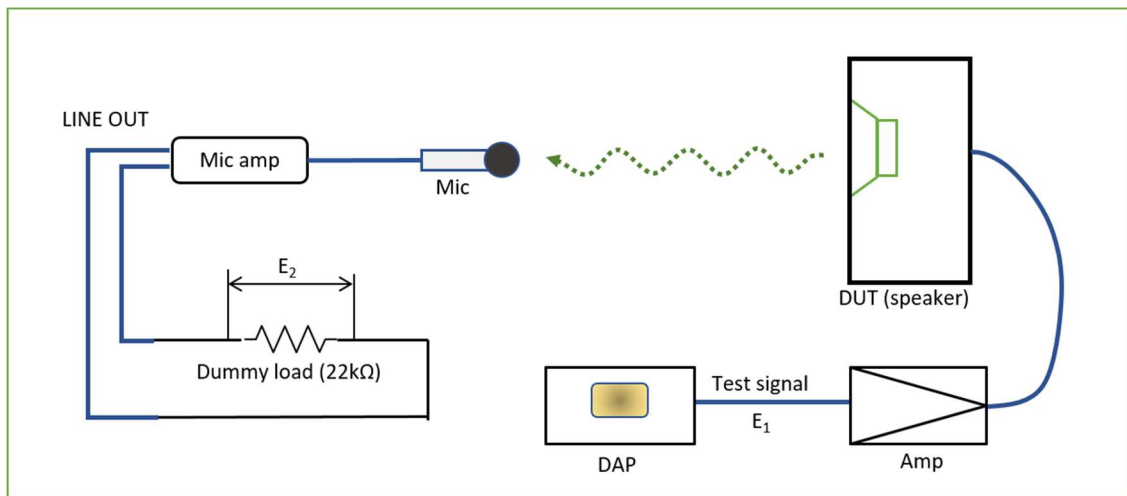 LINE OUT
Mic amp
Mic
E₂
Dummy load (22kΩ)
DUT (speaker)
Test signal
E₁
DAP
Amp